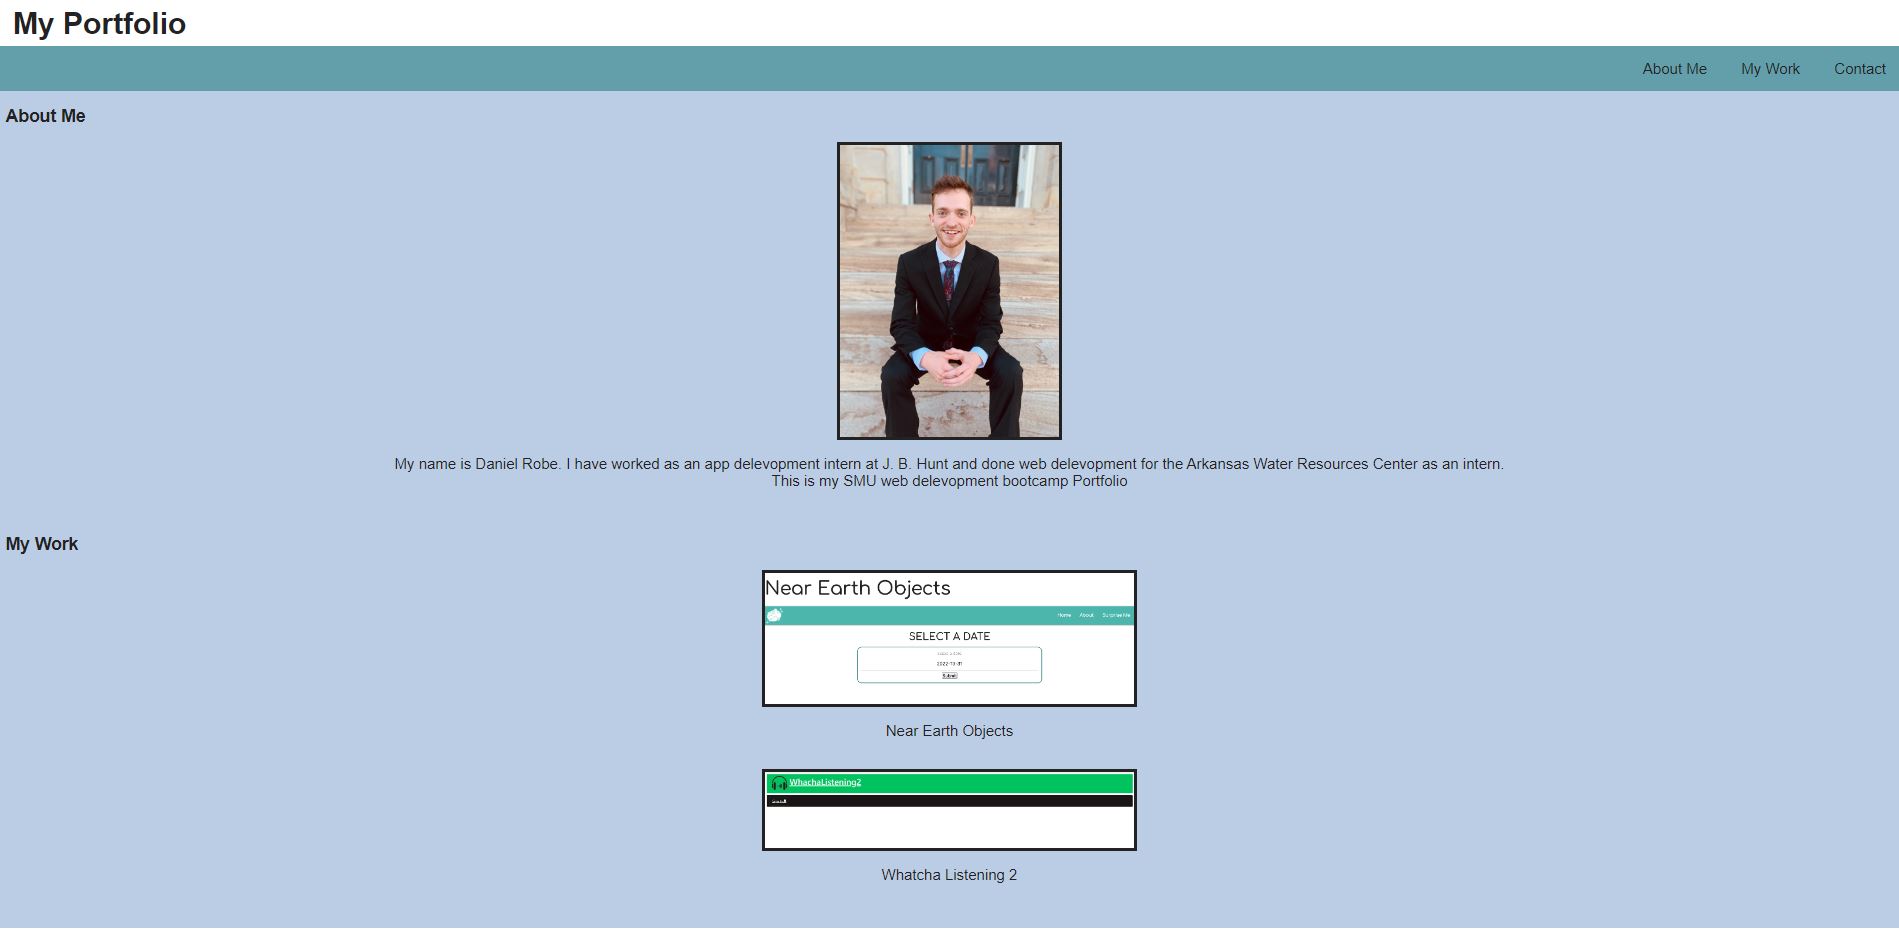 My Portfolio
About Me My Work Contact
About Me
My name is Daniel Robe. I have worked as an app delevopment intern at J. B. Hunt and done web delevopment for the Arkansas Water Resources Center as an intern.
This is my SMU web delevopment bootcamp Portfolio
My Work
Near Earth Objects
Home About Surprise Me
SELECT A DATE
2022-10-31
Submit
Near Earth Objects
WhachaListening2
Whatcha Listening 2